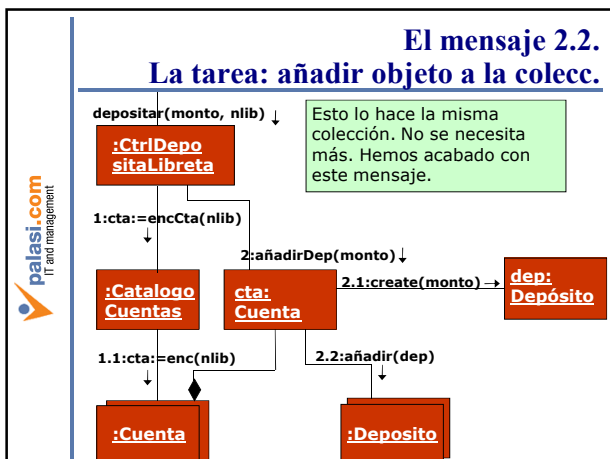 El mensaje 2.2.
La tarea: añadir objeto a la colecc.
depositar(monto, nlib)
Esto lo hace la misma
colección. No se necesita
más. Hemos acabado con
este mensaje.
:CtrlDepo
sitaLibreta
palasi.com
IT and management
1:cta:=encCta(nlib)
2:añadirDep(monto)
2.1:create(monto)
dep:
Depósito
:Catalogo
Cuentas
cta:
Cuenta
1.1:cta:=enc(nlib)
2.2:añadir(dep)
:Cuenta
:Deposito